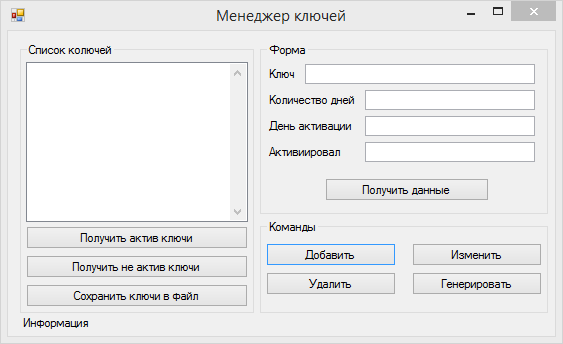 Менеджер ключей
Список колючей
Получить актив ключи
Получить не актив ключи
Сохранить ключи в файл
Информация
Форма
Ключ
Количество дней
День активации
Активиировал
Получить данные
Команды
Добавить
Изменить
Удалить
Генерировать